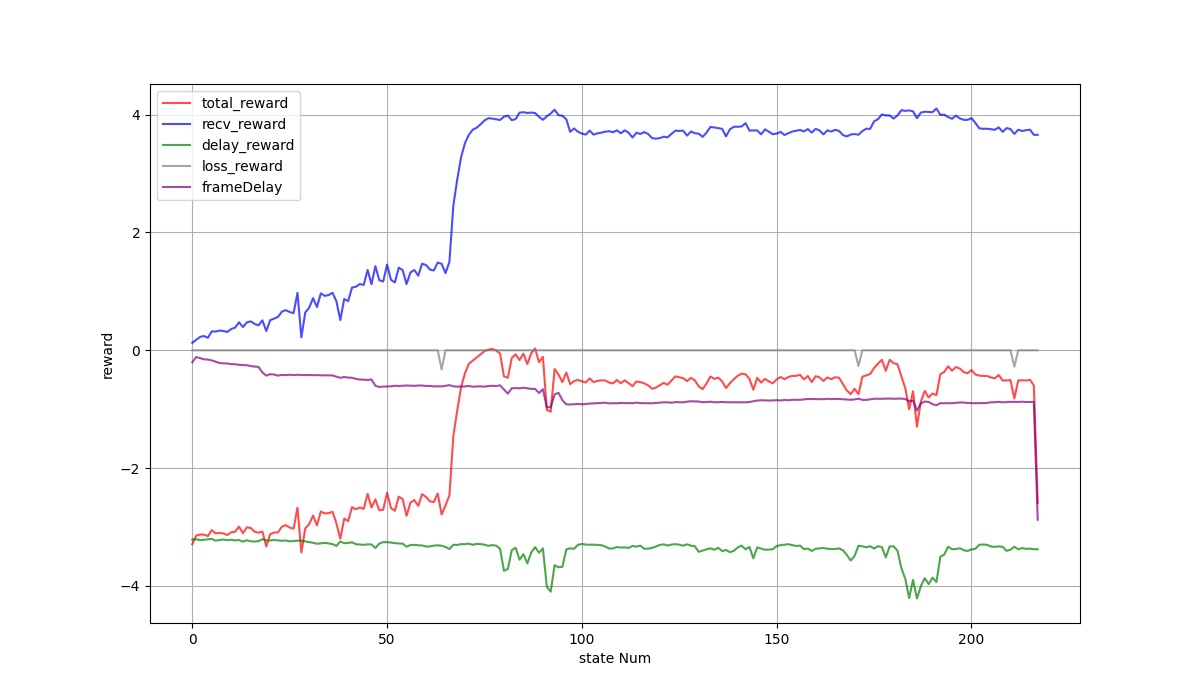 total_reward
recv_reward
delay_reward
loss_reward
frameDelay
4
2
0
−2
−4
reward
0 50 100 150 200
state Num